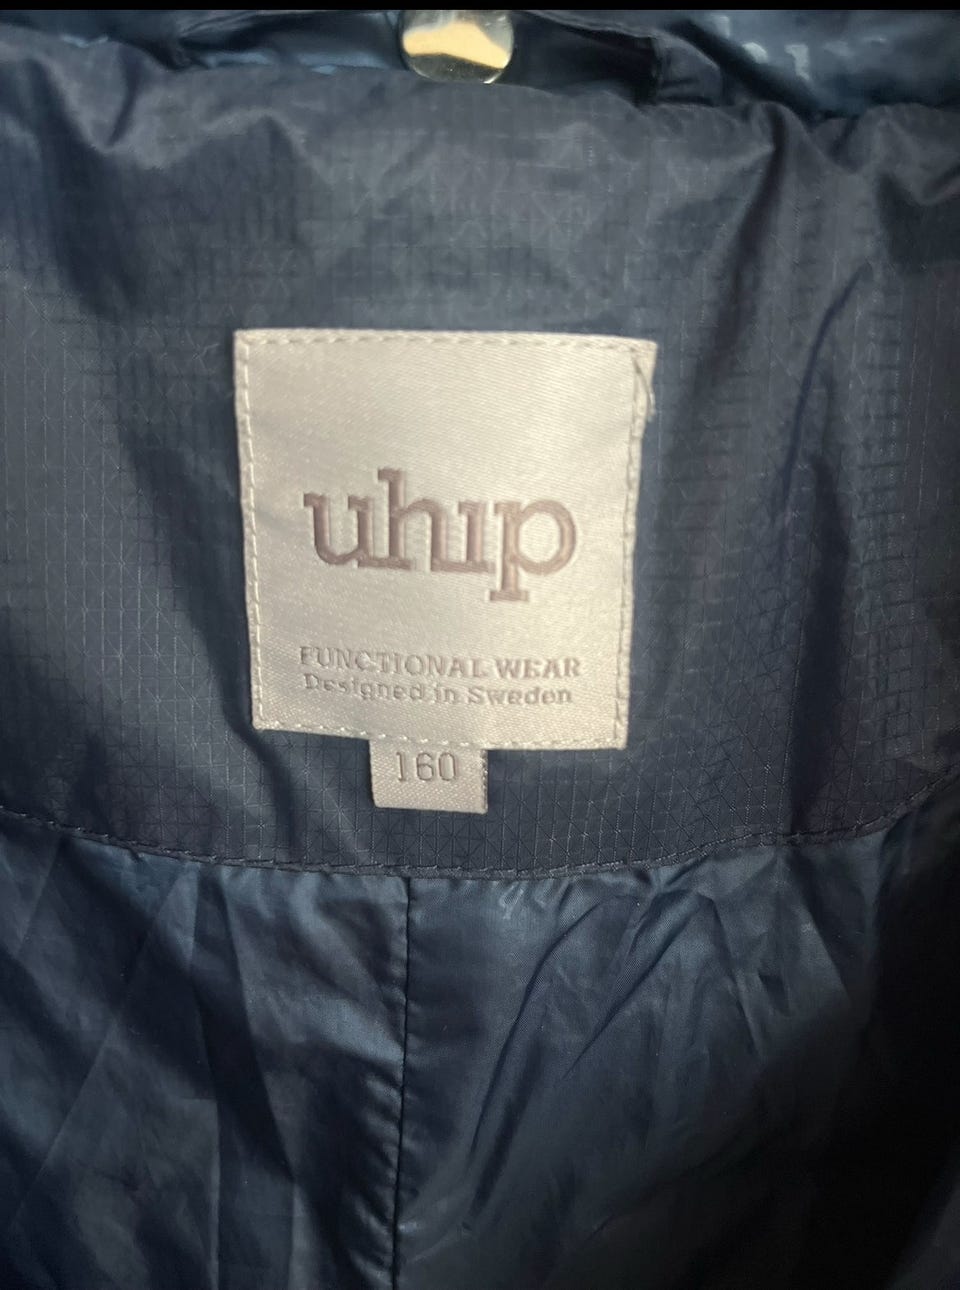 uhip
FUNCTIONAL WEAR
Designed in Sweden
160